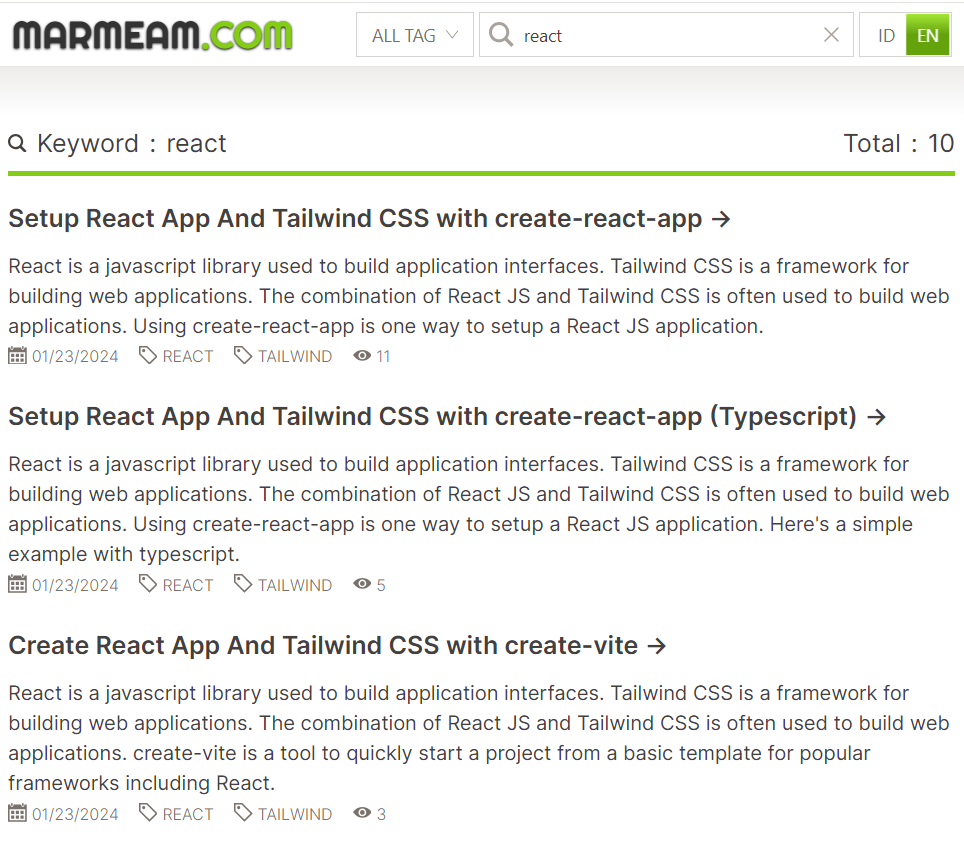 MARMEAM.COM
ALL TAG
react
ID
EN
Keyword : react
Total : 10
Setup React App And Tailwind CSS with create-react-app →
React is a javascript library used to build application interfaces. Tailwind CSS is a framework for
building web applications. The combination of React JS and Tailwind CSS is often used to build web
applications. Using create-react-app is one way to setup a React JS application.
01/23/2024 REACT TAILWIND 11
Setup React App And Tailwind CSS with create-react-app (Typescript) →
React is a javascript library used to build application interfaces. Tailwind CSS is a framework for
building web applications. The combination of React JS and Tailwind CSS is often used to build web
applications. Using create-react-app is one way to setup a React JS application. Here's a simple
example with typescript.
01/23/2024 REACT TAILWIND 5
Create React App And Tailwind CSS with create-vite →
React is a javascript library used to build application interfaces. Tailwind CSS is a framework for
building web applications. The combination of React JS and Tailwind CSS is often used to build web
applications. create-vite is a tool to quickly start a project from a basic template for popular
frameworks including React.
01/23/2024 REACT TAILWIND 3